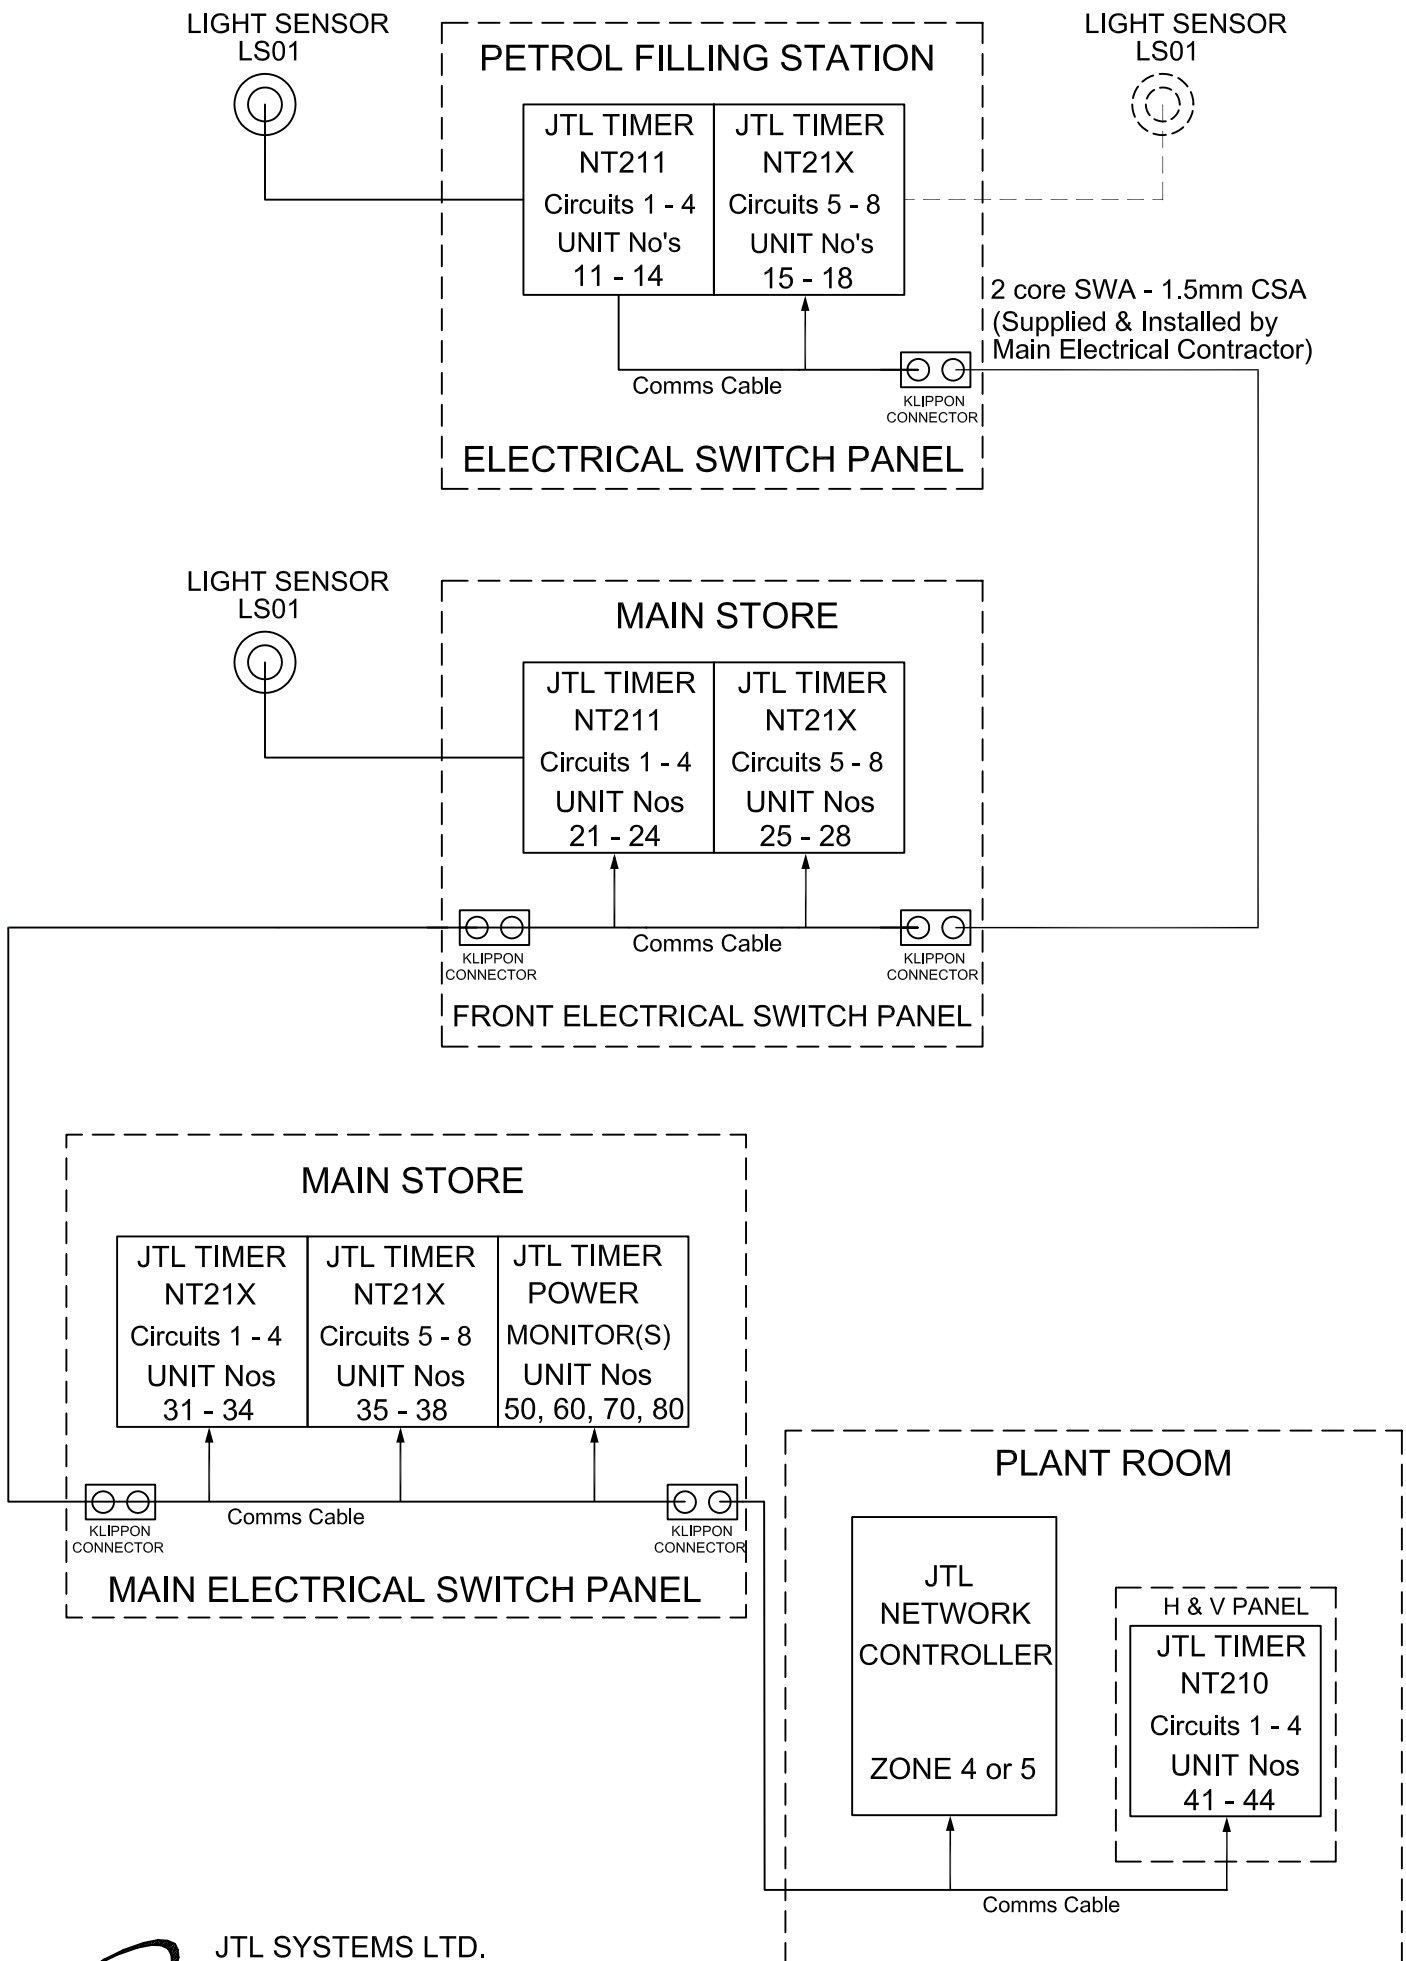 LIGHT SENSOR
LS01
PETROL FILLING STATION
LIGHT SENSOR
LS01
JTL TIMER
NT211
Circuits 1 - 4
UNIT No's
11 - 14
JTL TIMER
NT21X
Circuits 5 - 8
UNIT No's
15 - 18
2 core SWA - 1.5mm CSA
(Supplied & Installed by
Main Electrical Contractor)
Comms Cable
KLIPPON
CONNECTOR
ELECTRICAL SWITCH PANEL
LIGHT SENSOR
LS01
MAIN STORE
JTL TIMER
NT211
Circuits 1 - 4
UNIT Nos
21 - 24
JTL TIMER
NT21X
Circuits 5 - 8
UNIT Nos
25 - 28
KLIPPON
CONNECTOR
Comms Cable
KLIPPON
CONNECTOR
FRONT ELECTRICAL SWITCH PANEL
MAIN STORE
JTL TIMER
NT21X
Circuits 1 - 4
UNIT Nos
31 - 34
JTL TIMER
NT21X
Circuits 5 - 8
UNIT Nos
35 - 38
JTL TIMER
POWER
MONITOR(S)
UNIT Nos
50, 60, 70, 80
KLIPPON
CONNECTOR
Comms Cable
KLIPPON
CONNECTOR
MAIN ELECTRICAL SWITCH PANEL
PLANT ROOM
JTL
NETWORK
CONTROLLER
ZONE 4 or 5
H & V PANEL
JTL TIMER
NT210
Circuits 1 - 4
UNIT Nos
41 - 44
Comms Cable
JTL SYSTEMS LTD.